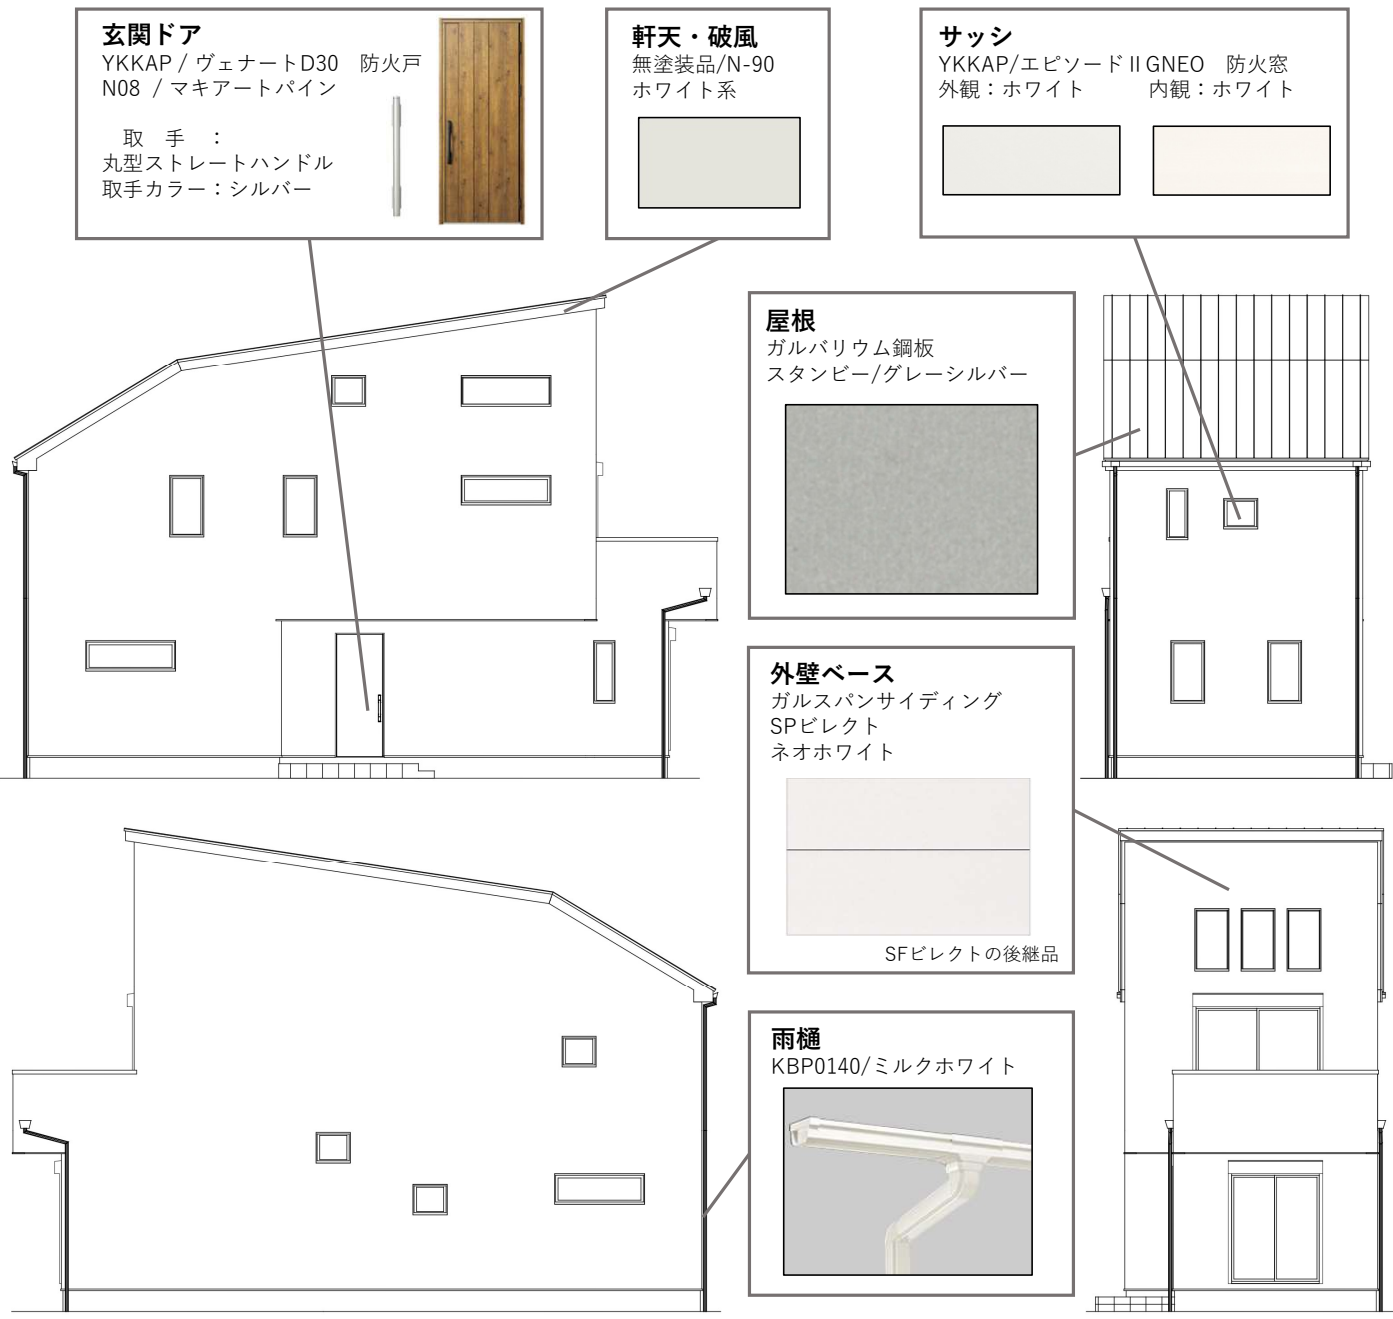 玄関ドア
YKKAP / ヴェナートD30　防火戸
N08 / マキアートパイン
取　手　：
丸型ストレートハンドル
取手カラー：シルバー
軒天・破風
無塗装品/N-90
ホワイト系
サッシ
YKKAP/エピソードⅡGNEO　防火窓
外観：ホワイト　　　内観：ホワイト
屋根
ガルバリウム鋼板
スタンビー/グレーシルバー
外壁ベース
ガルスパンサイディング
SPビレクト
ネオホワイト
SFビレクトの後継品
雨樋
KBP0140/ミルクホワイト